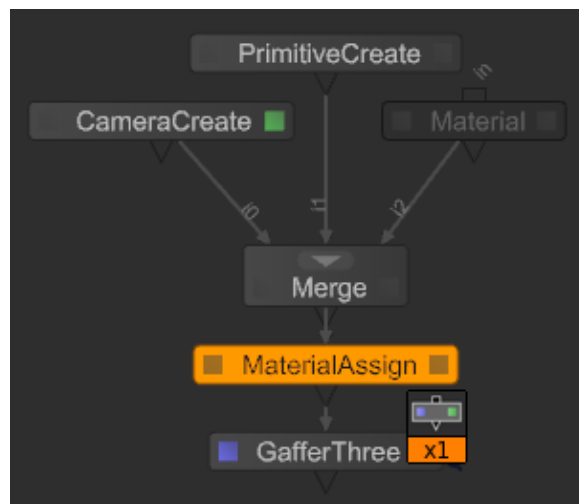 PrimitiveCreate
in
CameraCreate
Material
i0
i1
i2
Merge
MaterialAssign
GafferThree
x1